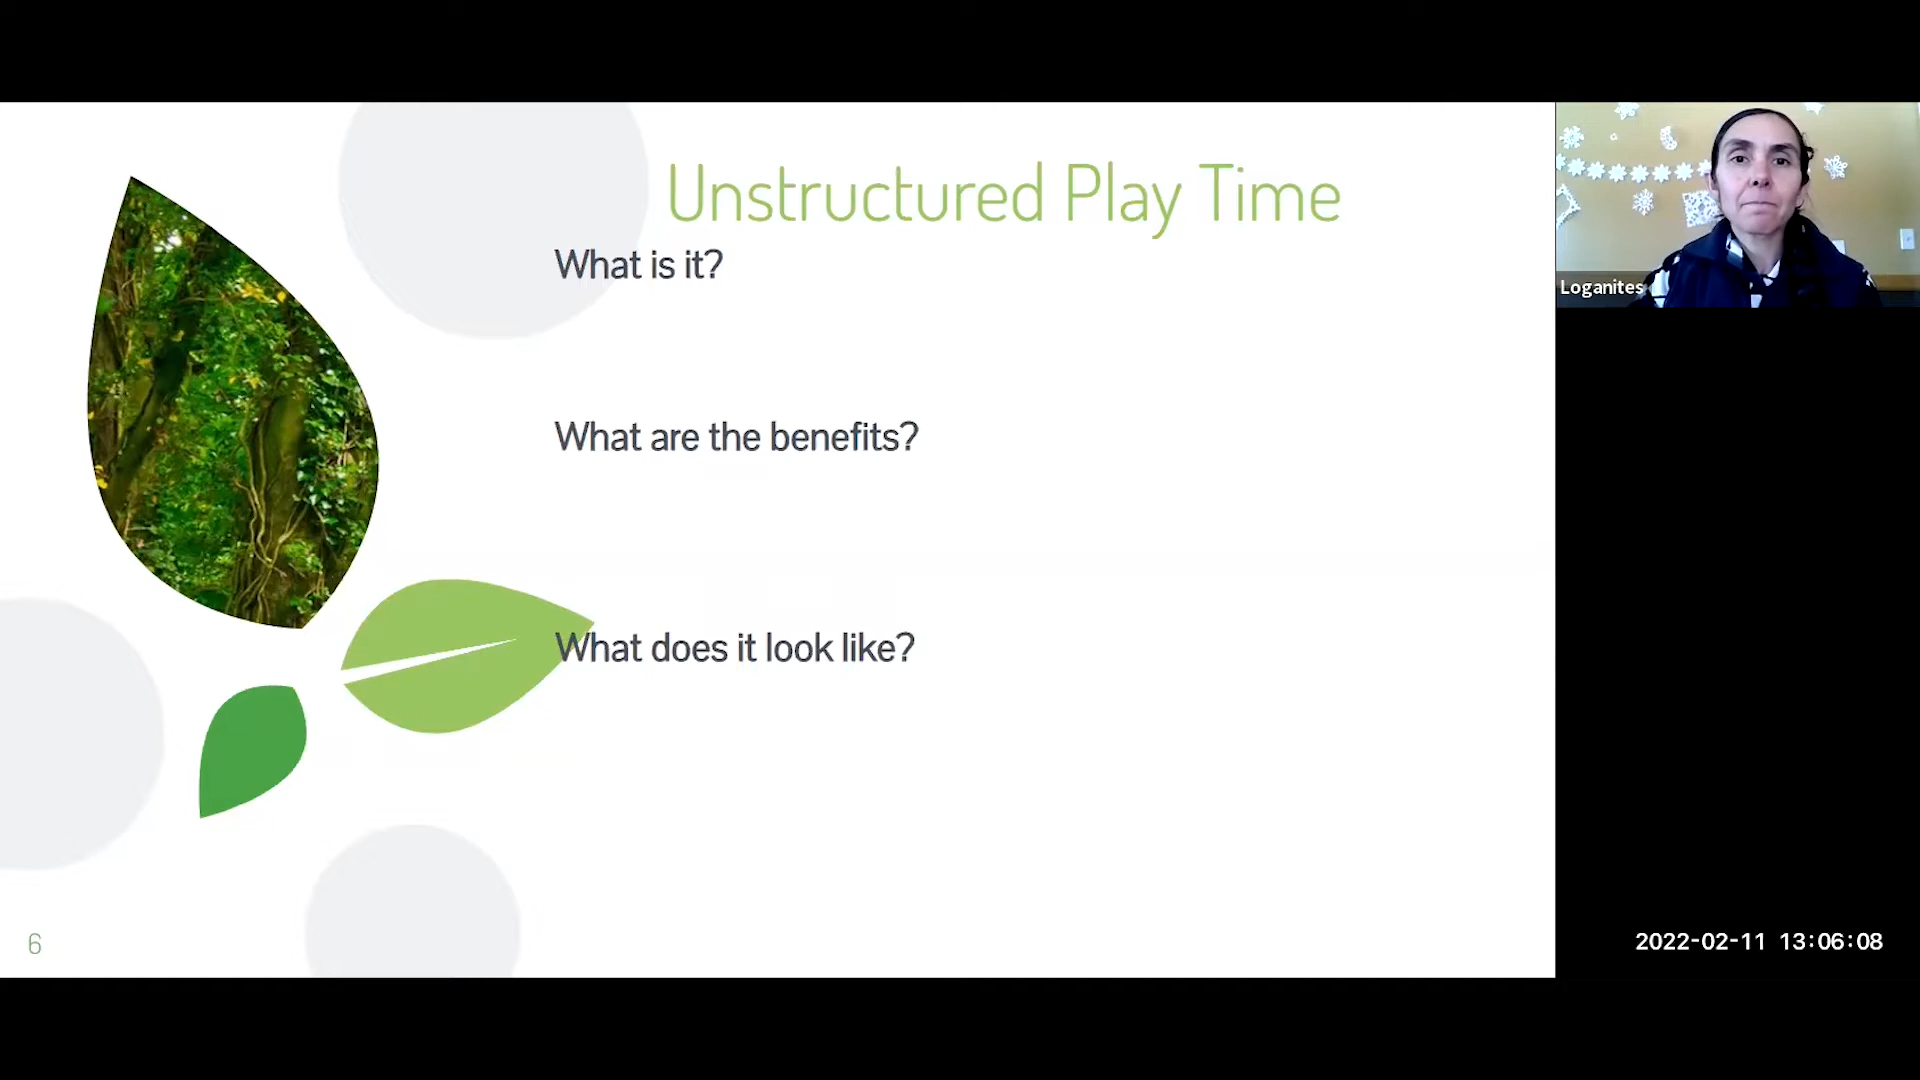 Unstructured Play Time
What is it?
What are the benefits?
What does it look like?
6
Loganites
2022-02-11 13:06:08